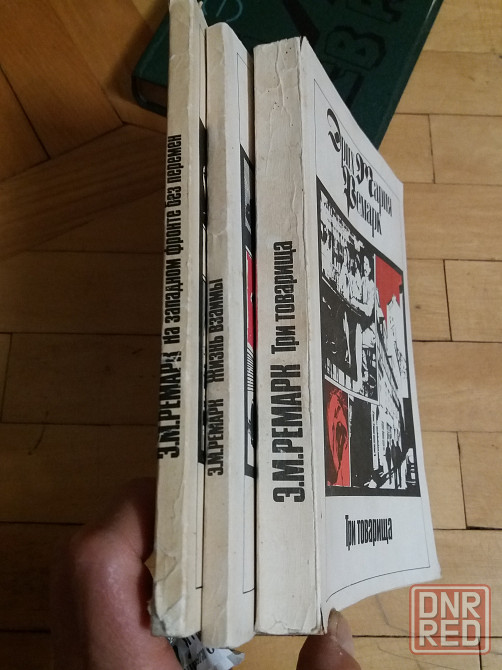 Э.М.РЕМАРК на западном фронте без перемен
Э.М.РЕМАРК Жизнь взаймы
Э.М.РЕМАРК Три товарища
Эрих
Мария
Ремарк
Три товарища
DNR
RED